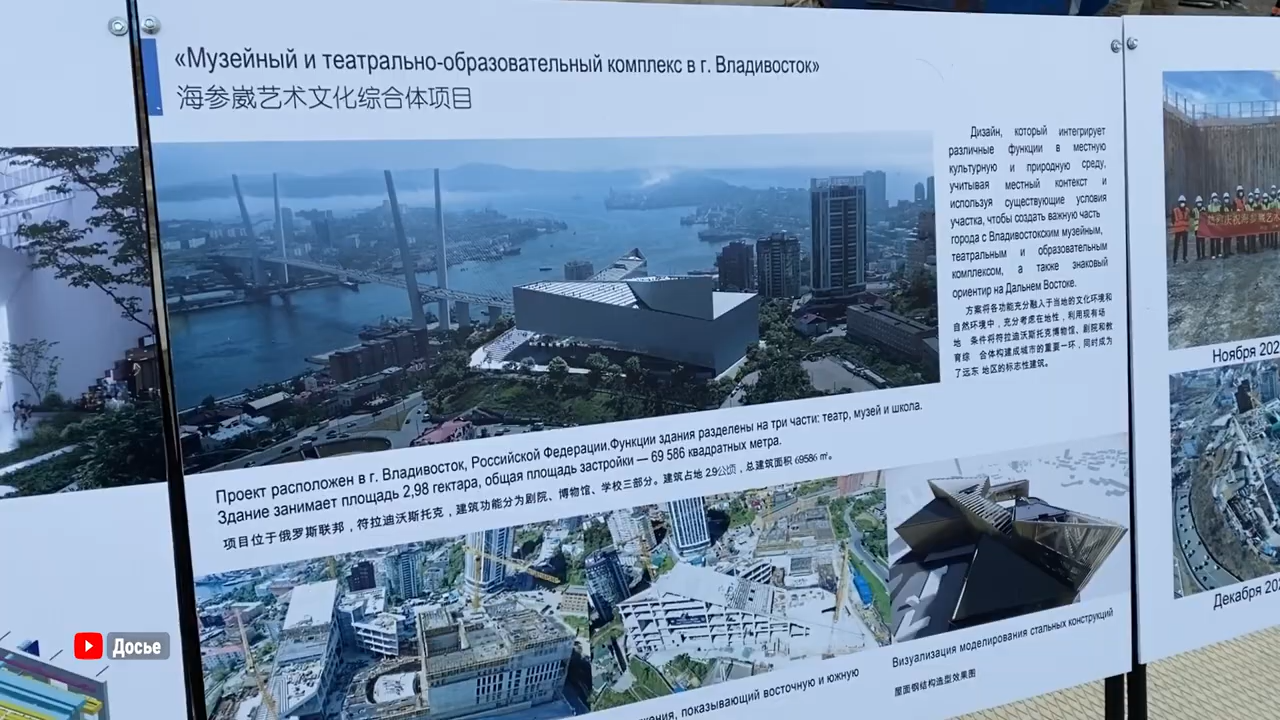 «Музейный и театрально-образовательный комплекс в г. Владивосток»
海参崴艺术文化综合体项目
Дизайн, который интегрирует
различные функции в местную
культурную и природную среду,
учитывая местный контекст и
используя существующие условия
участка, чтобы создать важную часть
города с Владивостокским музейным,
театральным и образовательным
комплексом, а также знаковый
ориентир на Дальнем Востоке.
方案将各功能充分融入于当地的文化环境和
自然环境中，充分考虑在地性，利用现有场
地 条件将符拉迪沃斯托克博物馆、剧院和教
育综 合体构建成城市的重要一环，同时成为
了远东 地区的标志性建筑。
Проект расположен в г. Владивосток, Российской Федерации.Функции здания разделены на три части: театр, музей и школа.
Здание занимает площадь 2,98 гектара, общая площадь застройки — 69 586 квадратных метра.
项目位于俄罗斯联邦，符拉迪沃斯托克，建筑功能分为剧院、博物馆、学校三部分。建筑占地 2.9公顷，总建筑面积 69586 ㎡。
показывающий восточную и южную
Визуализация моделирования стальных конструкций
屋面钢结构造型效果图
Ноября 202
Декабря 20
Досье